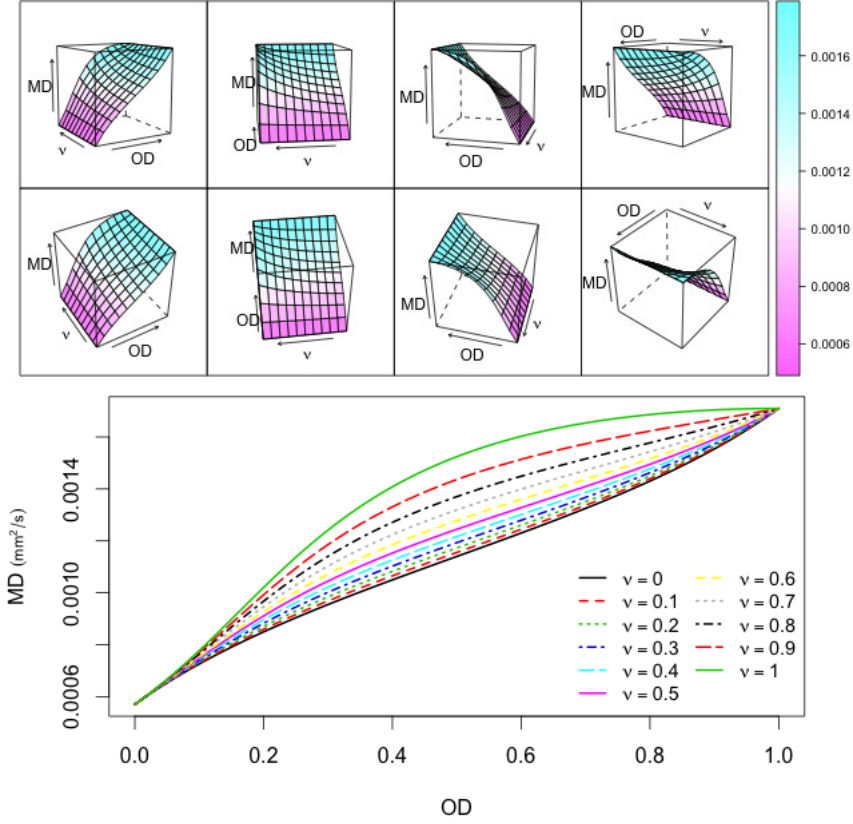 MD
ν
OD
MD
OD
ν
MD
OD
ν
OD
ν
MD
0.0016
0.0014
0.0012
0.0010
0.0008
0.0006
MD
ν
OD
MD
OD
ν
MD
OD
ν
OD
ν
MD
MD (mm²/s)
0.0014
0.0010
0.0006
ν = 0
ν = 0.1
ν = 0.2
ν = 0.3
ν = 0.4
ν = 0.5
ν = 0.6
ν = 0.7
ν = 0.8
ν = 0.9
ν = 1
0.0 0.2 0.4 0.6 0.8 1.0
OD